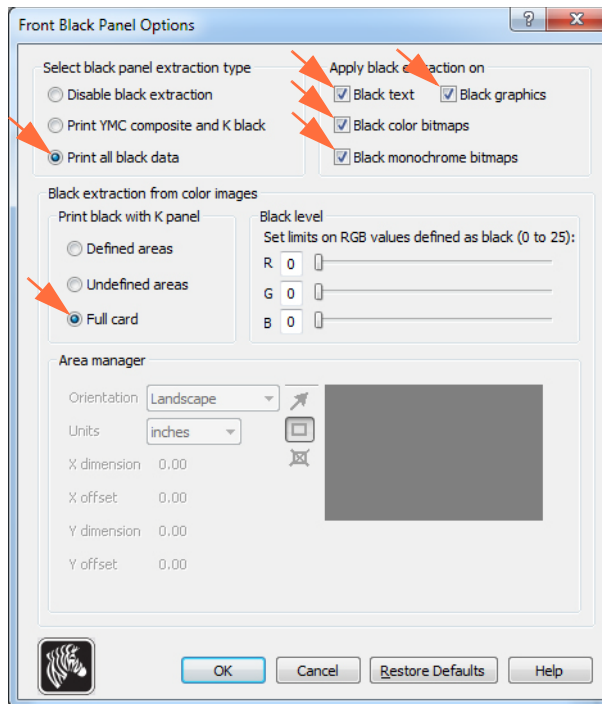 Front Black Panel Options
Select black panel extraction type
Disable black extraction
Print YMC composite and K black
Print all black data
Apply black extraction on
Black text Black graphics
Black color bitmaps
Black monochrome bitmaps
Black extraction from color images
Print black with K panel
Defined areas
Undefined areas
Full card
Black level
Set limits on RGB values defined as black (0 to 25):
R 0
G 0
B 0
Area manager
Orientation Landscape
Units inches
X dimension 0.00
X offset 0.00
Y dimension 0.00
Y offset 0.00
OK Cancel Restore Defaults Help